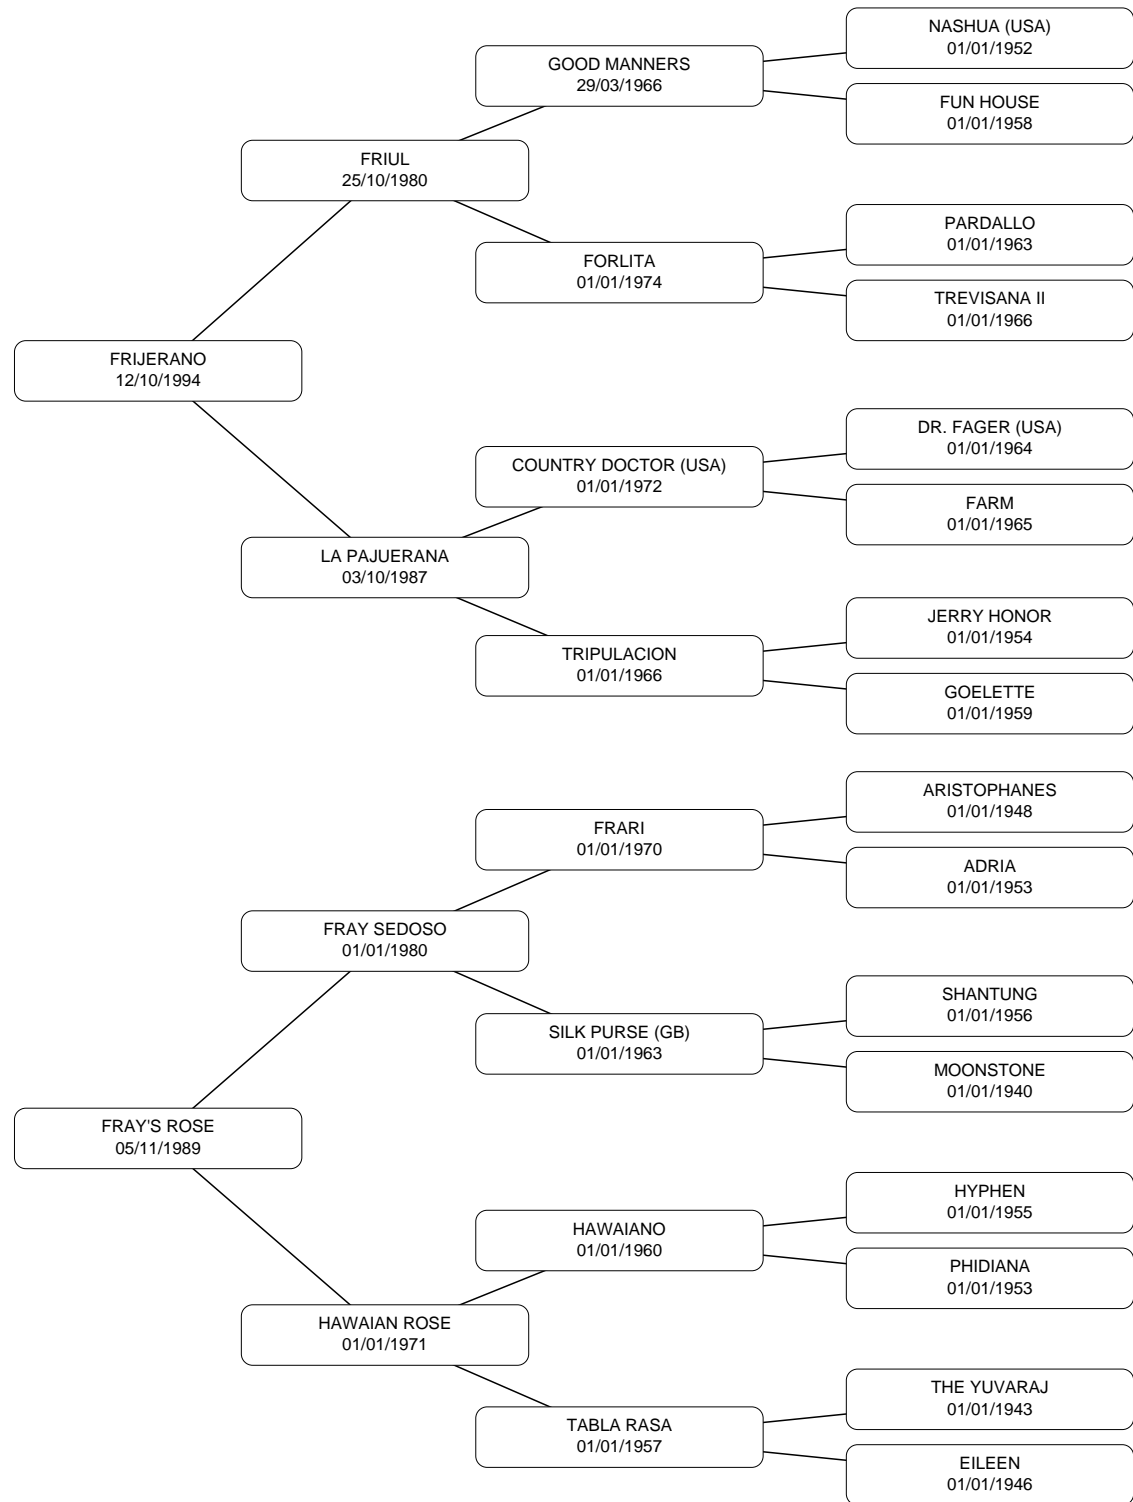 NASHUA (USA)
01/01/1952
GOOD MANNERS
29/03/1966
FUN HOUSE
01/01/1958
FRIUL
25/10/1980
PARDALLO
01/01/1963
FORLITA
01/01/1974
TREVISANA II
01/01/1966
FRIJERANO
12/10/1994
DR. FAGER (USA)
01/01/1964
COUNTRY DOCTOR (USA)
01/01/1972
FARM
01/01/1965
LA PAJUERANA
03/10/1987
JERRY HONOR
01/01/1954
TRIPULACION
01/01/1966
GOELETTE
01/01/1959
ARISTOPHANES
01/01/1948
FRARI
01/01/1970
ADRIA
01/01/1953
FRAY SEDOSO
01/01/1980
SHANTUNG
01/01/1956
SILK PURSE (GB)
01/01/1963
MOONSTONE
01/01/1940
FRAY'S ROSE
05/11/1989
HYPHEN
01/01/1955
HAWAIANO
01/01/1960
PHIDIANA
01/01/1953
HAWAIAN ROSE
01/01/1971
THE YUVARAJ
01/01/1943
TABLA RASA
01/01/1957
EILEEN
01/01/1946